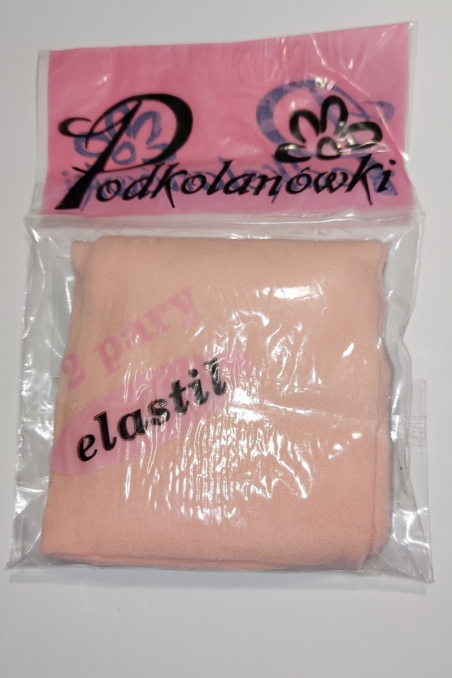 Podkolanówki
2 pary
elastil